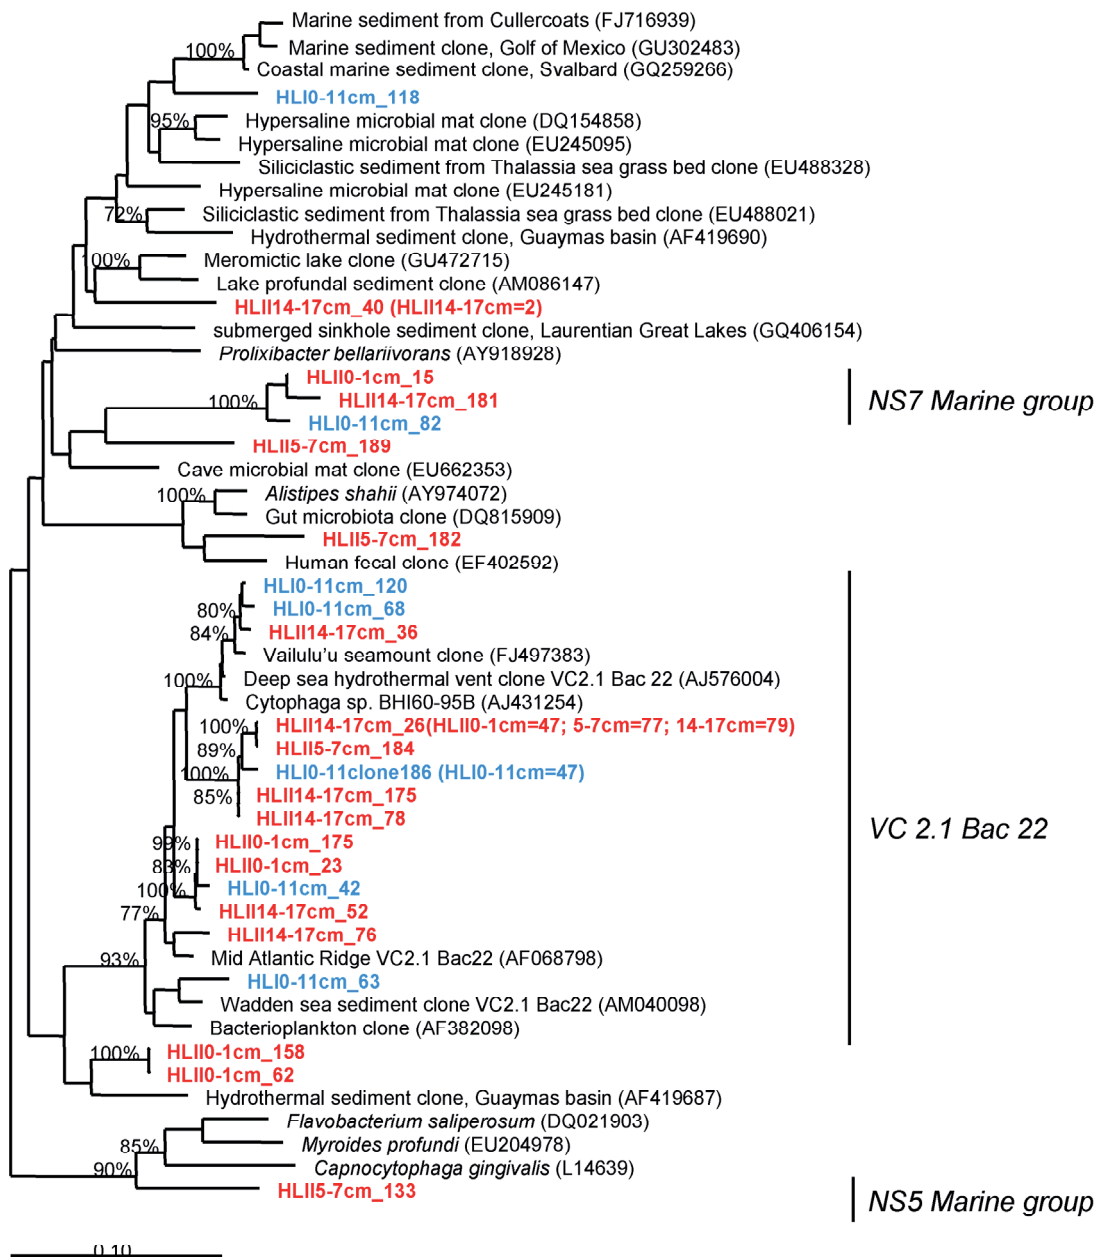 Marine sediment from Cullercoats (FJ716939)
100%
Marine sediment clone, Golf of Mexico (GU302483)
Coastal marine sediment clone, Svalbard (GQ259266)
HLI0-11cm_118
95%
Hypersaline microbial mat clone (DQ154858)
Hypersaline microbial mat clone (EU245095)
Siliciclastic sediment from Thalassia sea grass bed clone (EU488328)
Hypersaline microbial mat clone (EU245181)
72%
Siliciclastic sediment from Thalassia sea grass bed clone (EU488021)
Hydrothermal sediment clone, Guaymas basin (AF419690)
100%
Meromictic lake clone (GU472715)
Lake profundal sediment clone (AM086147)
HLII14-17cm_40 (HLII14-17cm=2)
submerged sinkhole sediment clone, Laurentian Great Lakes (GQ406154)
Prolixibacter bellariivorans (AY918928)
HLII0-1cm_15
100%
HLII14-17cm_181
NS7 Marine group
HLI0-11cm_82
HLII5-7cm_189
Cave microbial mat clone (EU662353)
100%
Alistipes shahii (AY974072)
Gut microbiota clone (DQ815909)
HLII5-7cm_182
Human fecal clone (EF402592)
HLI0-11cm_120
80%
HLI0-11cm_68
84%
HLII14-17cm_36
Vailulu'u seamount clone (FJ497383)
100%
Deep sea hydrothermal vent clone VC2.1 Bac 22 (AJ576004)
Cytophaga sp. BHI60-95B (AJ431254)
100%
HLII14-17cm_26(HLII0-1cm=47; 5-7cm=77; 14-17cm=79)
89%
HLII5-7cm_184
100%
HLI0-11clone186 (HLI0-11cm=47)
85%
HLII14-17cm_175
HLII14-17cm_78
VC 2.1 Bac 22
99%
HLII0-1cm_175
83%
HLII0-1cm_23
100%
HLI0-11cm_42
77%
HLII14-17cm_52
HLII14-17cm_76
93%
Mid Atlantic Ridge VC2.1 Bac22 (AF068798)
HLI0-11cm_63
Wadden sea sediment clone VC2.1 Bac22 (AM040098)
Bacterioplankton clone (AF382098)
100%
HLII0-1cm_158
HLII0-1cm_62
Hydrothermal sediment clone, Guaymas basin (AF419687)
Flavobacterium saliperosum (DQ021903)
85%
Myroides profundi (EU204978)
90%
Capnocytophaga gingivalis (L14639)
HLII5-7cm_133
NS5 Marine group
0.10